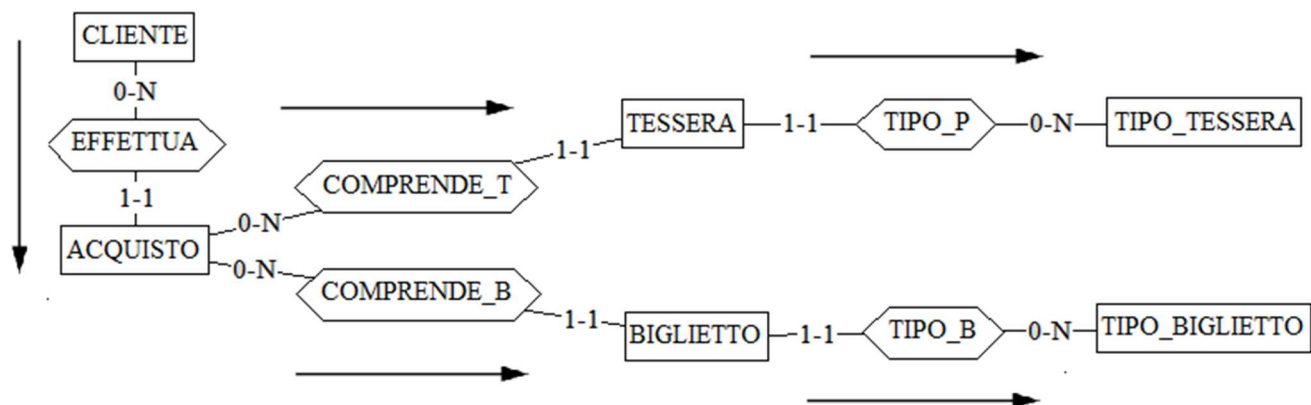 CLIENTE
0-N
EFFETTUA
1-1
ACQUISTO
0-N
COMPRENDE_T
1-1
TESSERA
1-1
TIPO_P
0-N
TIPO_TESSERA
0-N
COMPRENDE_B
1-1
BIGLIETTO
1-1
TIPO_B
0-N
TIPO_BIGLIETTO